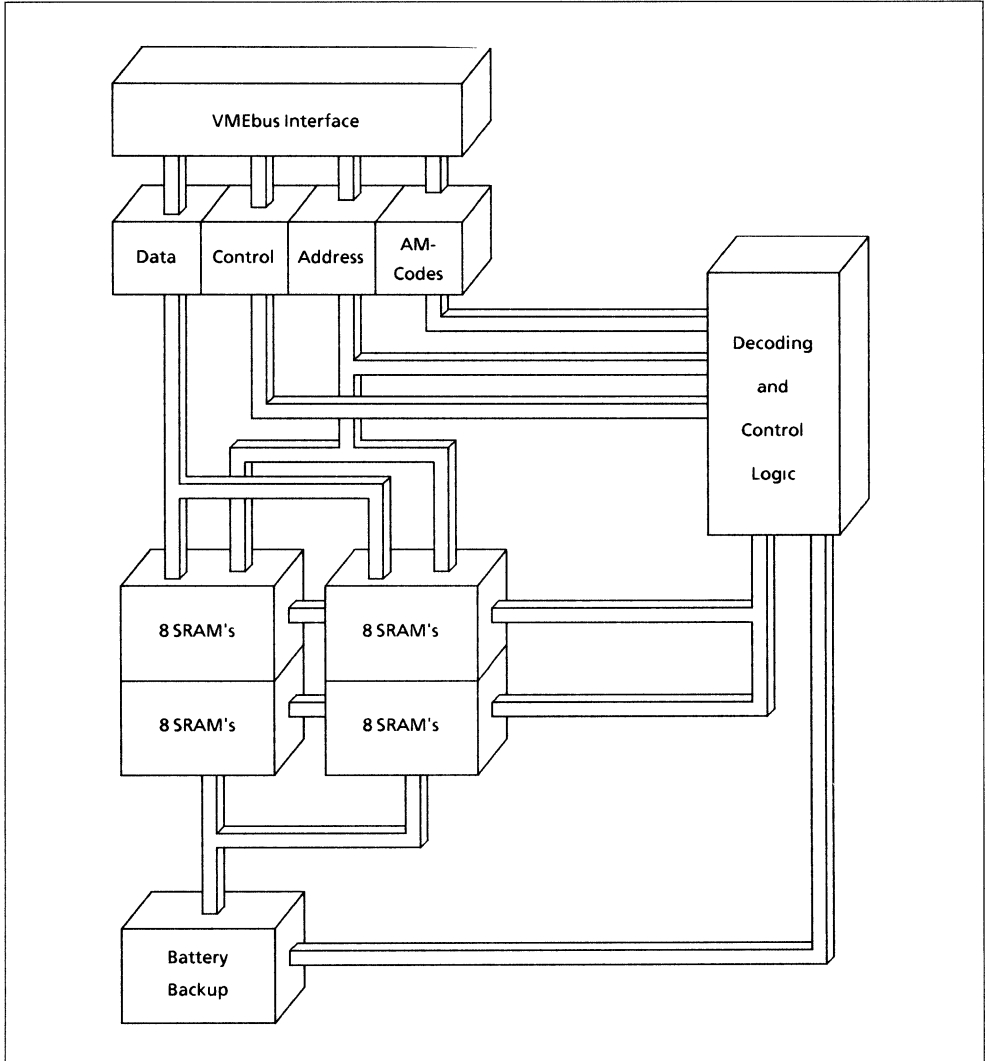 VMEbus Interface
Data
Control
Address
AM-
Codes
Decoding
and
Control
Logic
8 SRAM's
8 SRAM's
8 SRAM's
8 SRAM's
Battery
Backup